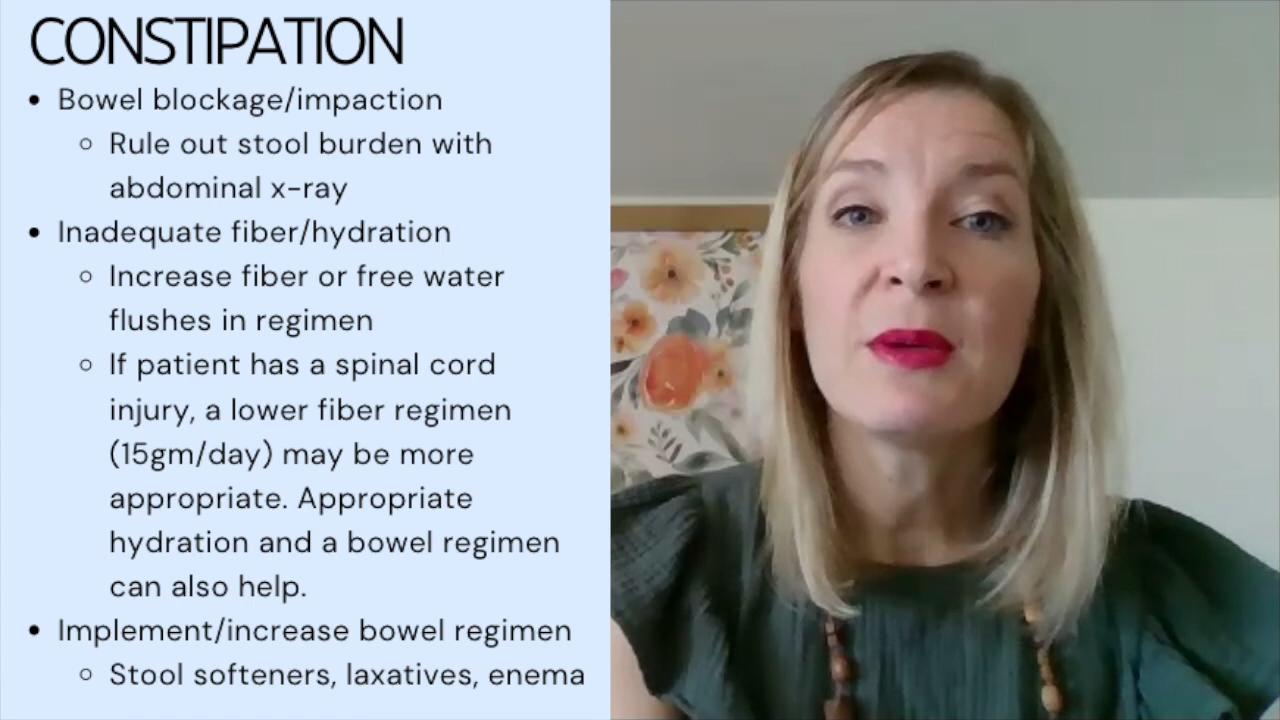 CONSTIPATION
• Bowel blockage/impaction
◦ Rule out stool burden with
abdominal x-ray
• Inadequate fiber/hydration
◦ Increase fiber or free water
flushes in regimen
◦ If patient has a spinal cord
injury, a lower fiber regimen
(15gm/day) may be more
appropriate. Appropriate
hydration and a bowel regimen
can also help.
• Implement/increase bowel regimen
◦ Stool softeners, laxatives, enema